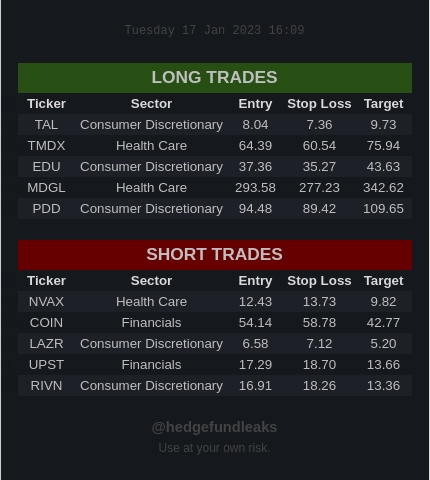 Tuesday 17 Jan 2023 16:09
LONG TRADES
Ticker Sector Entry Stop Loss Target
TAL Consumer Discretionary 8.04 7.36 9.73
TMDX Health Care 64.39 60.54 75.94
EDU Consumer Discretionary 37.36 35.27 43.63
MDGL Health Care 293.58 277.23 342.62
PDD Consumer Discretionary 94.48 89.42 109.65
SHORT TRADES
Ticker Sector Entry Stop Loss Target
NVAX Health Care 12.43 13.73 9.82
COIN Financials 54.14 58.78 42.77
LAZR Consumer Discretionary 6.58 7.12 5.20
UPST Financials 17.29 18.70 13.66
RIVN Consumer Discretionary 16.91 18.26 13.36
@hedgefundleaks
Use at your own risk.